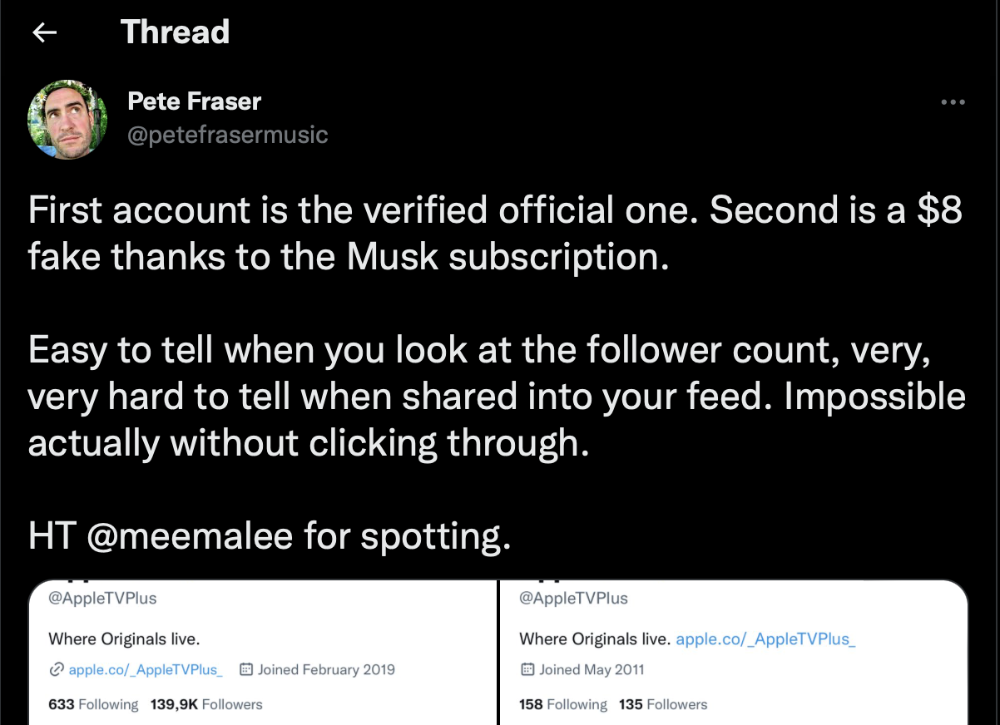 Thread
Pete Fraser
@petefrasermusic
First account is the verified official one. Second is a $8
fake thanks to the Musk subscription.
Easy to tell when you look at the follower count, very,
very hard to tell when shared into your feed. Impossible
actually without clicking through.
HT @meemalee for spotting.
@AppleTVPlus
Where Originals live.
apple.co/_AppleTVPlus_ Joined February 2019
633 Following 139,9K Followers
@AppleTVPlus
Where Originals live. apple.co/_AppleTVPlus_
Joined May 2011
158 Following 135 Followers